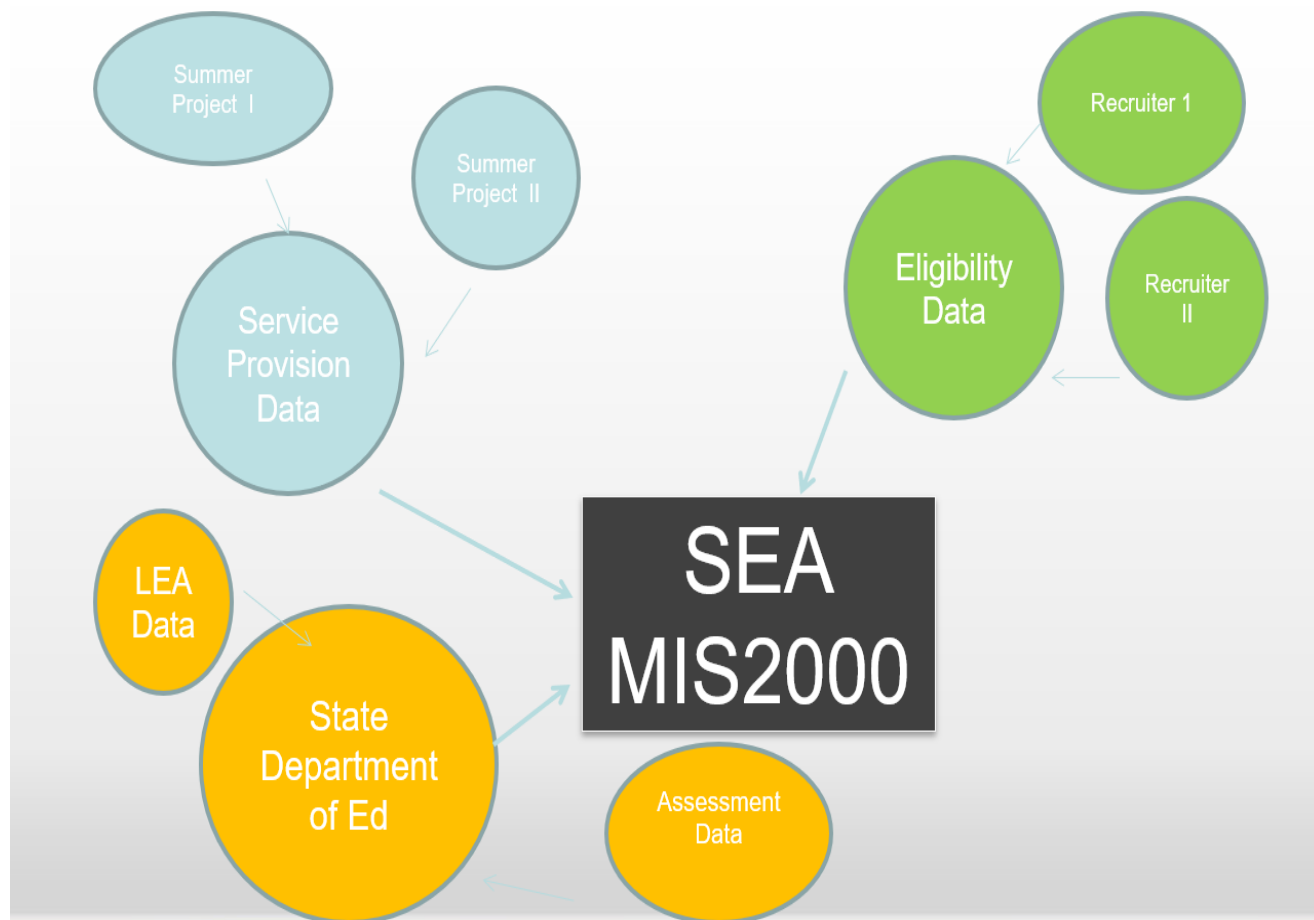 Summer
Project I
Summer
Project II
Service
Provision
Data
Recruiter 1
Eligibility
Data
Recruiter
II
LEA
Data
State
Department
of Ed
SEA
MIS2000
Assessment
Data